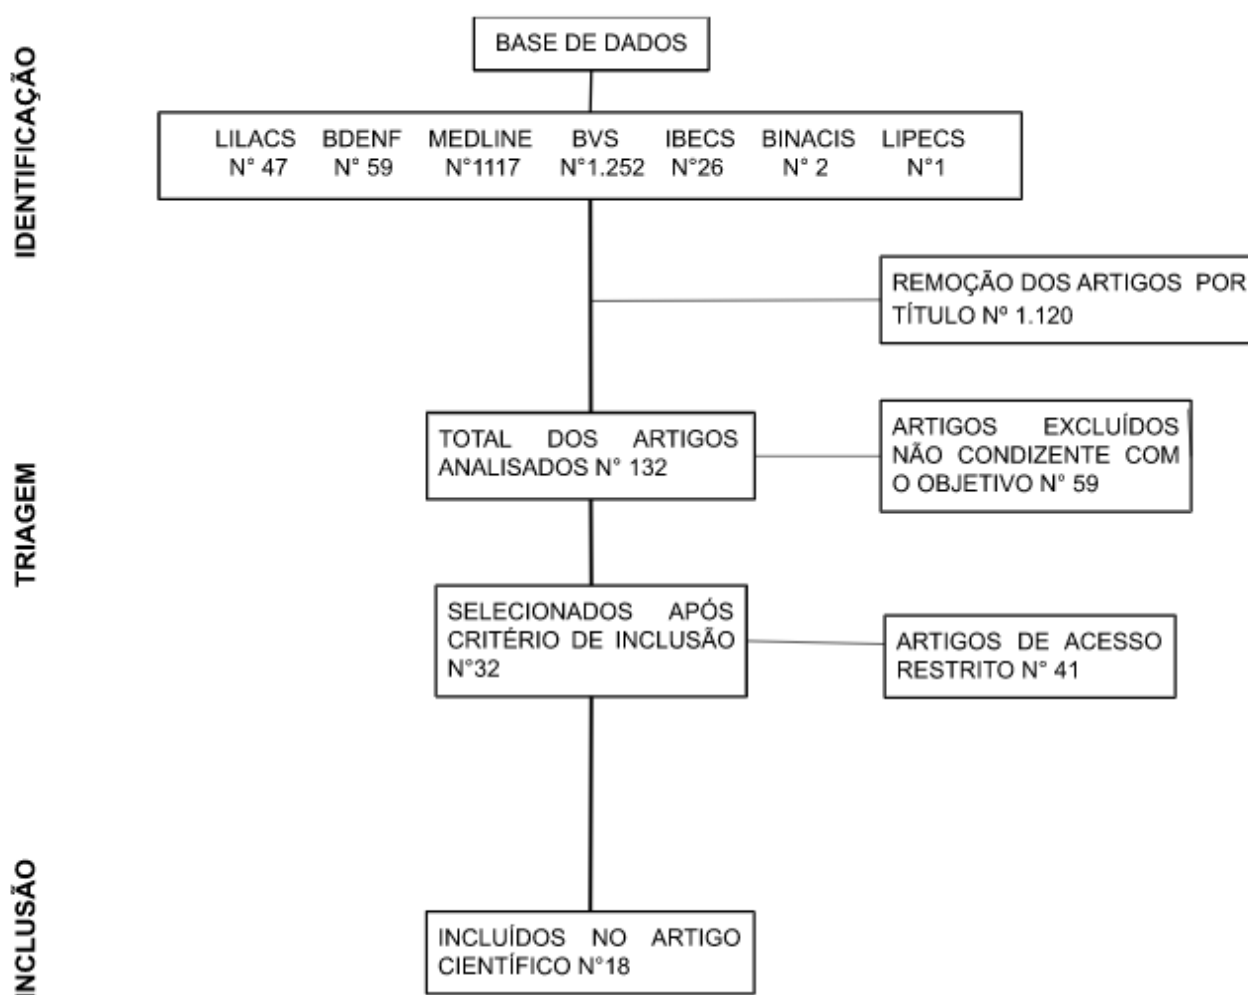 IDENTIFICAÇÃO
BASE DE DADOS
LILACS BDENF MEDLINE BVS IBECS BINACIS LIPECS
N° 47 N° 59 N°1117 N°1.252 N°26 N° 2 N°1
REMOÇÃO DOS ARTIGOS POR
TÍTULO Nº 1.120
TRIAGEM
TOTAL DOS ARTIGOS
ANALISADOS N° 132
ARTIGOS EXCLUÍDOS
NÃO CONDIZENTE COM
O OBJETIVO N° 59
SELECIONADOS APÓS
CRITÉRIO DE INCLUSÃO
N°32
ARTIGOS DE ACESSO
RESTRITO N° 41
INCLUSÃO
INCLUÍDOS NO ARTIGO
CIENTÍFICO N°18